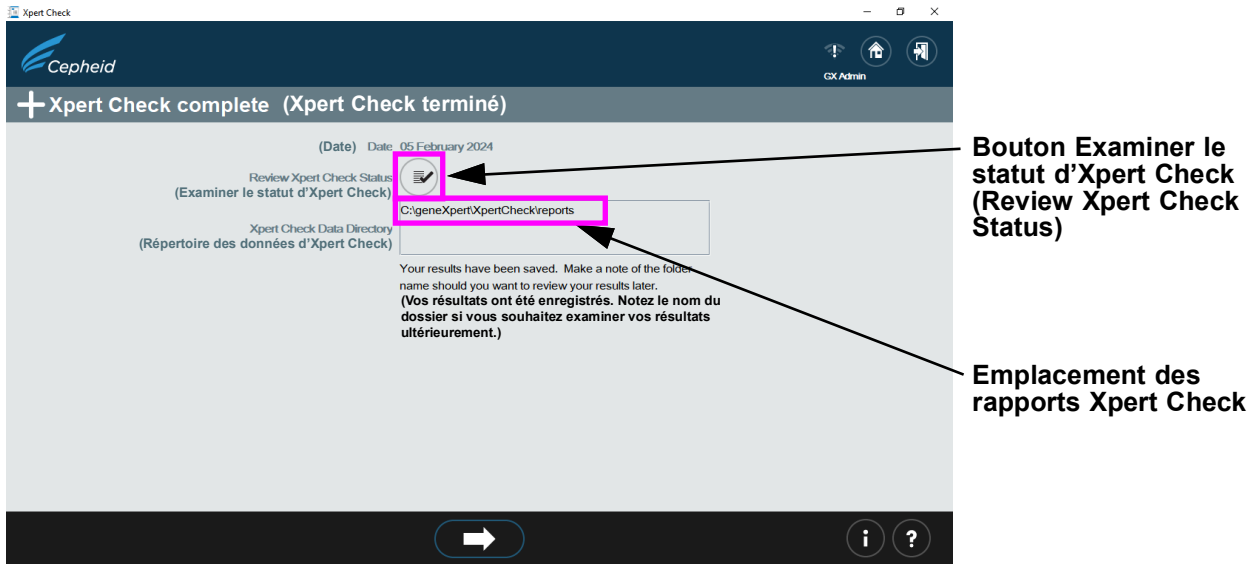 Xpert Check
Cepheid
GX Admin
Xpert Check complete (Xpert Check terminé)
(Date) Date 05 February 2024
Review Xpert Check Status
(Examiner le statut d'Xpert Check)
C:\geneXpert\XpertCheck\reports
Xpert Check Data Directory
(Répertoire des données d'Xpert Check)
Your results have been saved. Make a note of the folder
name should you want to review your results later.
(Vos résultats ont été enregistrés. Notez le nom du
dossier si vous souhaitez examiner vos résultats
ultérieurement.)
i ?
Bouton Examiner le
statut d'Xpert Check
(Review Xpert Check
Status)
Emplacement des
rapports Xpert Check